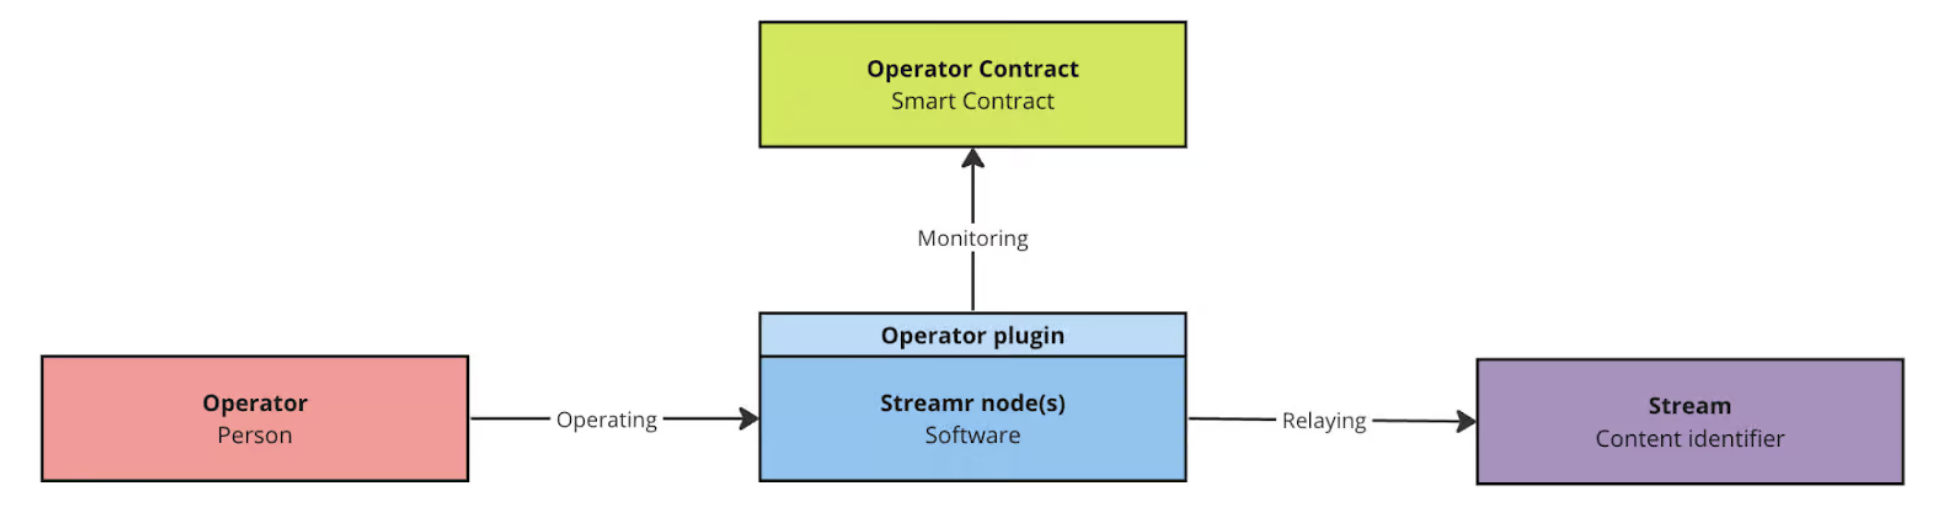 Operator Contract
Smart Contract
Monitoring
Operator plugin
Operator
Person
Operating
Streamr node(s)
Software
Relaying
Stream
Content identifier